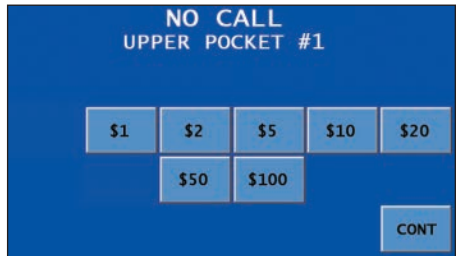 NO CALL
UPPER POCKET #1
$1 $2 $5 $10 $20
$50 $100
CONT